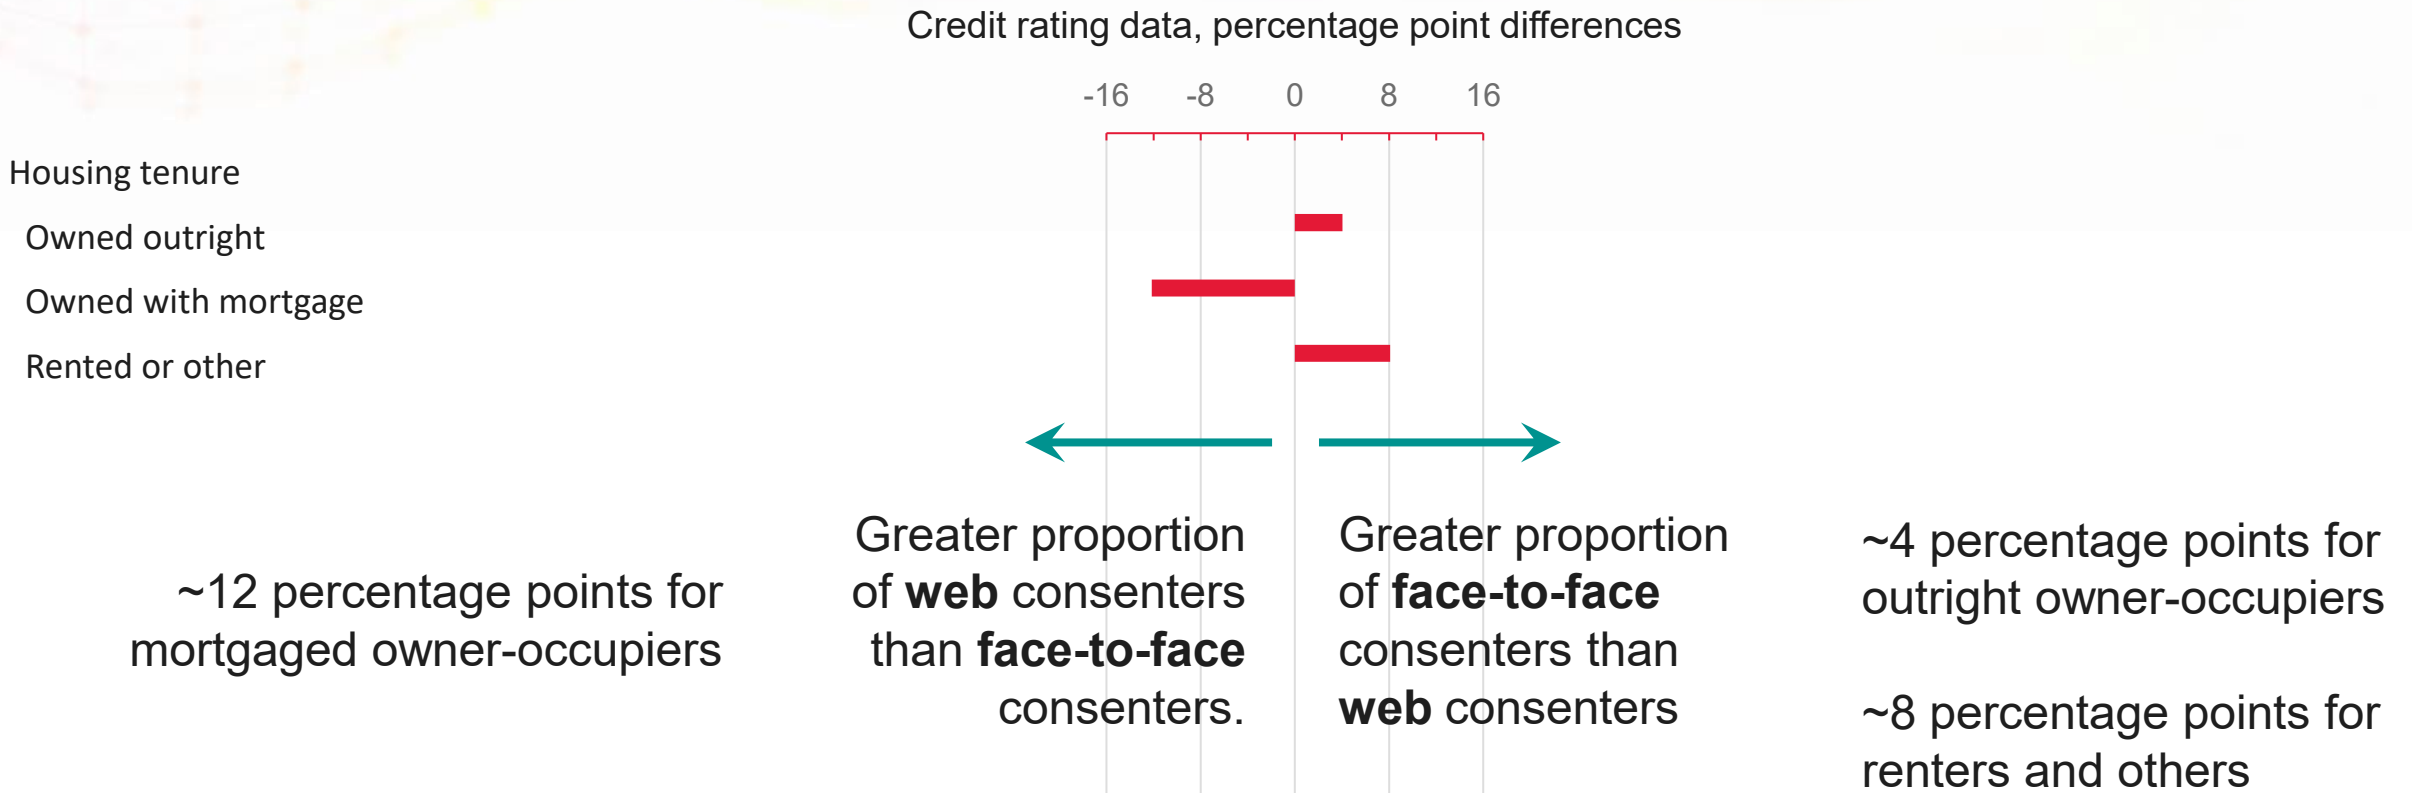 Credit rating data, percentage point differences
-16 -8 0 8 16
Housing tenure
Owned outright
Owned with mortgage
Rented or other
~12 percentage points for
mortgaged owner-occupiers
Greater proportion
of web consenters
than face-to-face
consenters.
Greater proportion
of face-to-face
consenters than
web consenters
~4 percentage points for
outright owner-occupiers
~8 percentage points for
renters and others